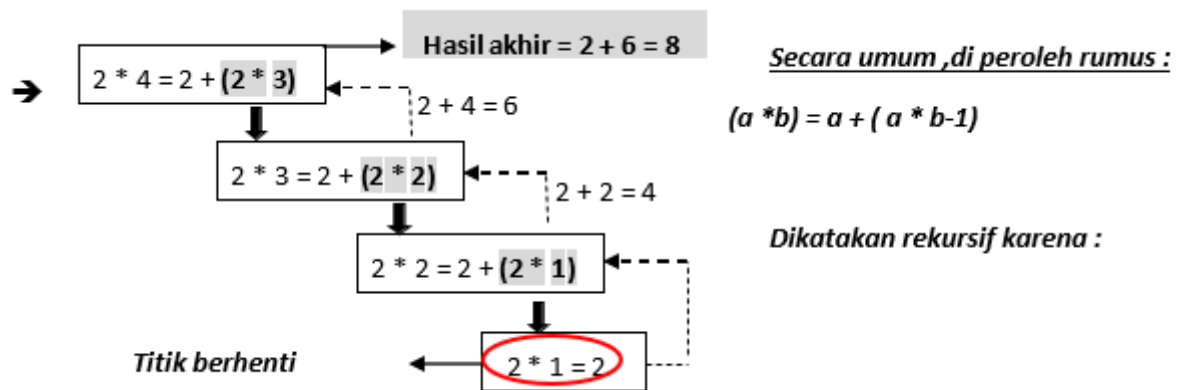 Hasil akhir = 2 + 6 = 8
2 * 4 = 2 + (2 * 3)
2 + 4 = 6
2 * 3 = 2 + (2 * 2)
2 + 2 = 4
2 * 2 = 2 + (2 * 1)
2 * 1 = 2
Titik berhenti
Secara umum ,di peroleh rumus :
(a *b) = a + ( a * b-1)
Dikatakan rekursif karena :